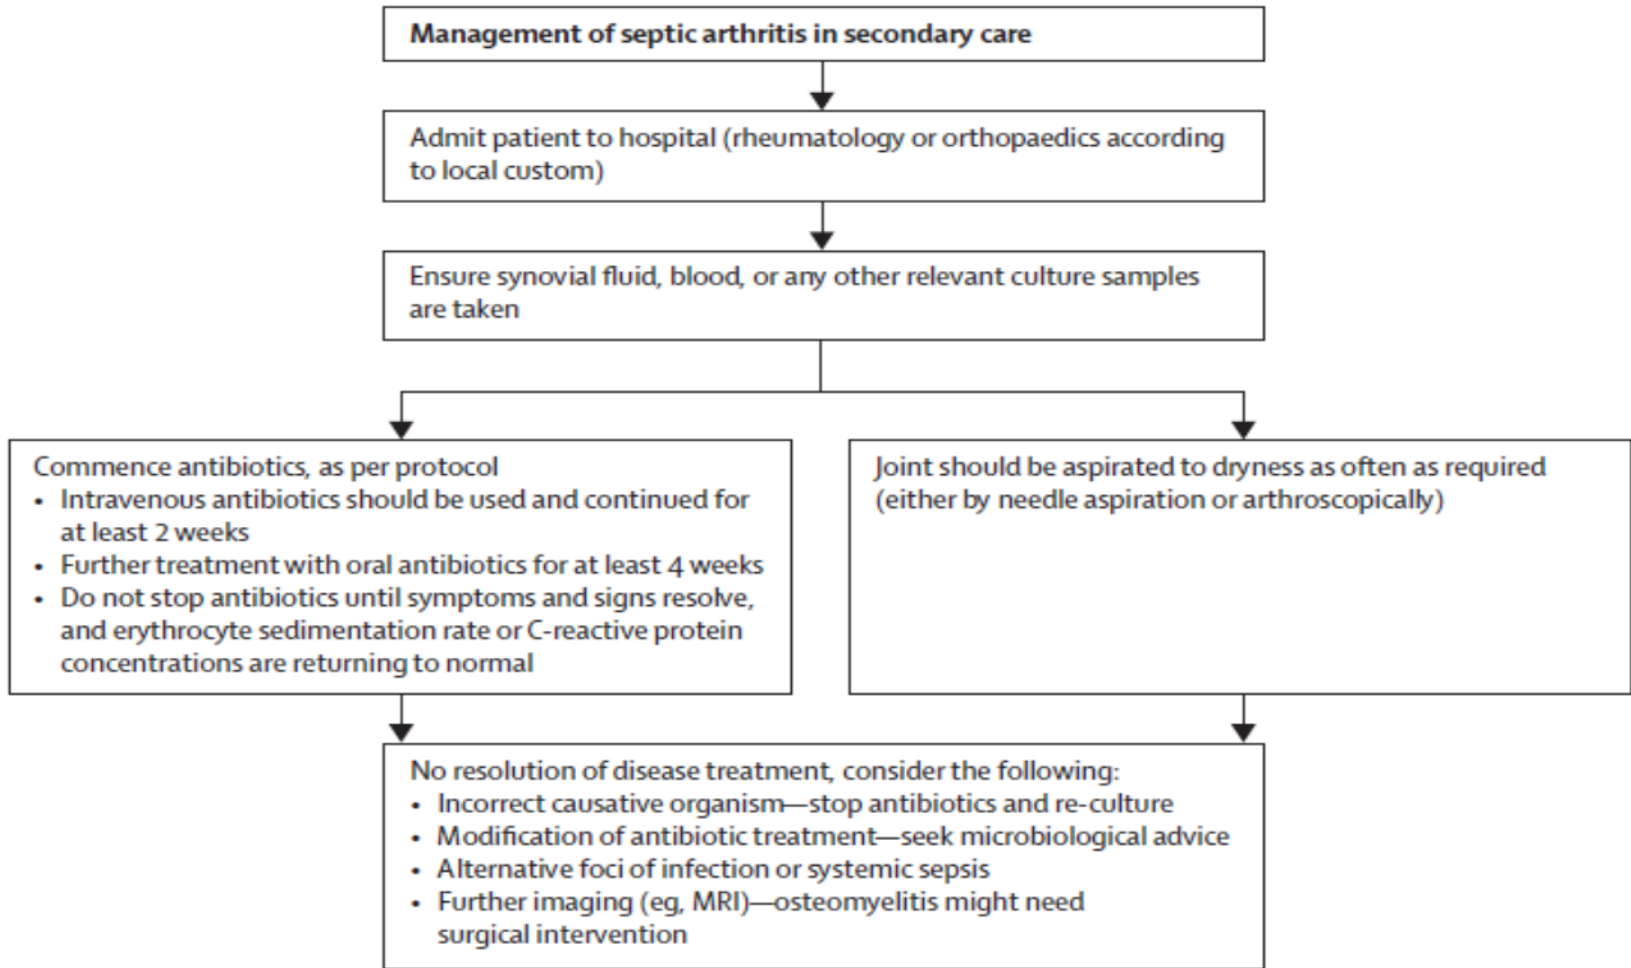 Management of septic arthritis in secondary care
Admit patient to hospital (rheumatology or orthopaedics according
to local custom)
Ensure synovial fluid, blood, or any other relevant culture samples
are taken
Commence antibiotics, as per protocol
• Intravenous antibiotics should be used and continued for
at least 2 weeks
• Further treatment with oral antibiotics for at least 4 weeks
• Do not stop antibiotics until symptoms and signs resolve,
and erythrocyte sedimentation rate or C-reactive protein
concentrations are returning to normal
Joint should be aspirated to dryness as often as required
(either by needle aspiration or arthroscopically)
No resolution of disease treatment, consider the following:
• Incorrect causative organism—stop antibiotics and re-culture
• Modification of antibiotic treatment—seek microbiological advice
• Alternative foci of infection or systemic sepsis
• Further imaging (eg, MRI)—osteomyelitis might need
surgical intervention